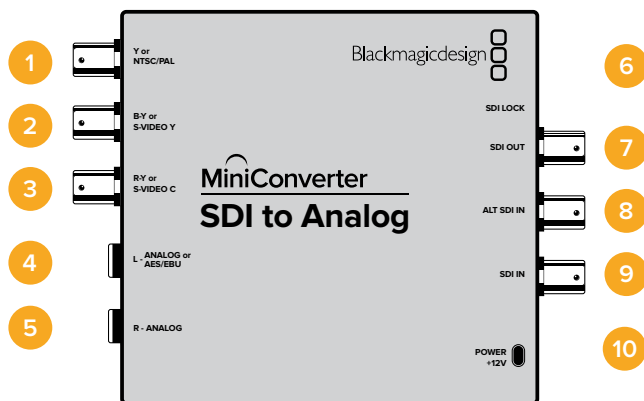 1
Y or
NTSC/PAL
2
B-Y or
S-VIDEO Y
3
R-Y or
S-VIDEO C
4
L - ANALOG or
AES/EBU
5
R - ANALOG
Blackmagicdesign
MiniConverter
SDI to Analog
6
SDI LOCK
7
SDI OUT
8
ALT SDI IN
9
SDI IN
10
POWER
+12V